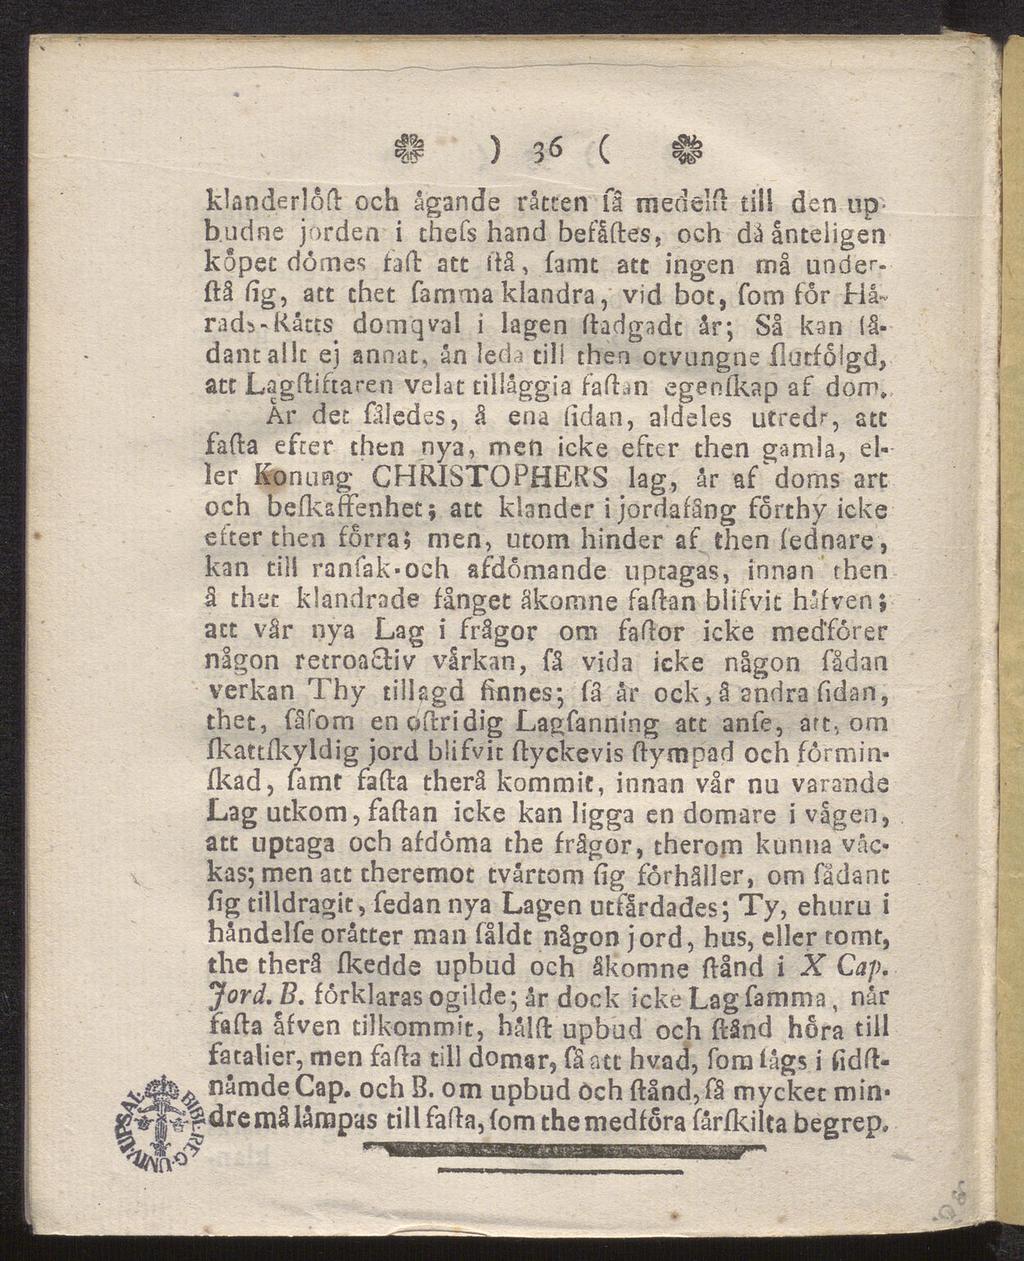 ) 36 (
klanderlöſt och ägande rätten ſå medelſt till den up-
budne jorden i theſs hand befäſtes, och då änteligen
köpet dömes faſt att ſtå, ſamt att ingen må under-
ſtå ſig, att thet ſamma klandra, vid bot, ſom för Hä-
rads-Rätts domqval i lagen ſtadgadt är; Så kan ſå-
dant allt ej annat, än leda till then otvungne ſlutfölgd,
att Lagſtiftaren velat tillåggia faſtan egenſkap af dom.
Är det ſåledes, å ena ſidan, aldeles utredt, att
faſta efter then nya, men icke efter then gamla, el-
ler Konung CHRISTOPHERS lag, är af doms art
och beſkaffenhet; att klander i jordafång förthy icke
efter then förra; men, utom hinder af then ſednare,
kan till ranſak-och afdömande uptagas, innan then
å thet klandrade fånget åkomne faſtan blifvit häfven;
att vår nya Lag i frågor om faſtor icke medförer
någon retroactiv värkan, ſå vida icke någon ſådan
verkan Thy tillagd finnes; ſå är ock, å andra ſidan,
thet, ſåſom en oſtridig Lagſanning att anſe, att, om
ſkattſkyldig jord blifvit ſtyckevis ſtympad och förmin-
ſkad, ſamt faſta therå kommit, innan vår nu varande
Lag utkom, faſtan icke kan ligga en domare i vägen,
att uptaga och afdöma the frågor, therom kunna väc-
kas; men att theremot tvärtom ſig förhåller, om ſådant
ſig tilldragit, ſedan nya Lagen utfärdades; Ty, ehuru i
händelſe orätter man ſåldt någon jord, hus, eller tomt,
the therå ſkedde upbud och åkomne ſtånd i X Cap.
Jord. B. förklaras ogilde; är dock icke Lag ſamma, när
faſta äfven tilkommit, hälſt upbud och ſtånd höra till
fatalier, men faſta till domar, ſå att hvad, ſom ſägs i ſidſt-
nämde Cap. och B. om upbud och ſtånd, ſå mycket min-
dre må lämpas till faſta, ſom the medföra ſärſkilta begrep.
UPSAL. UNIV. REG. BIBL.